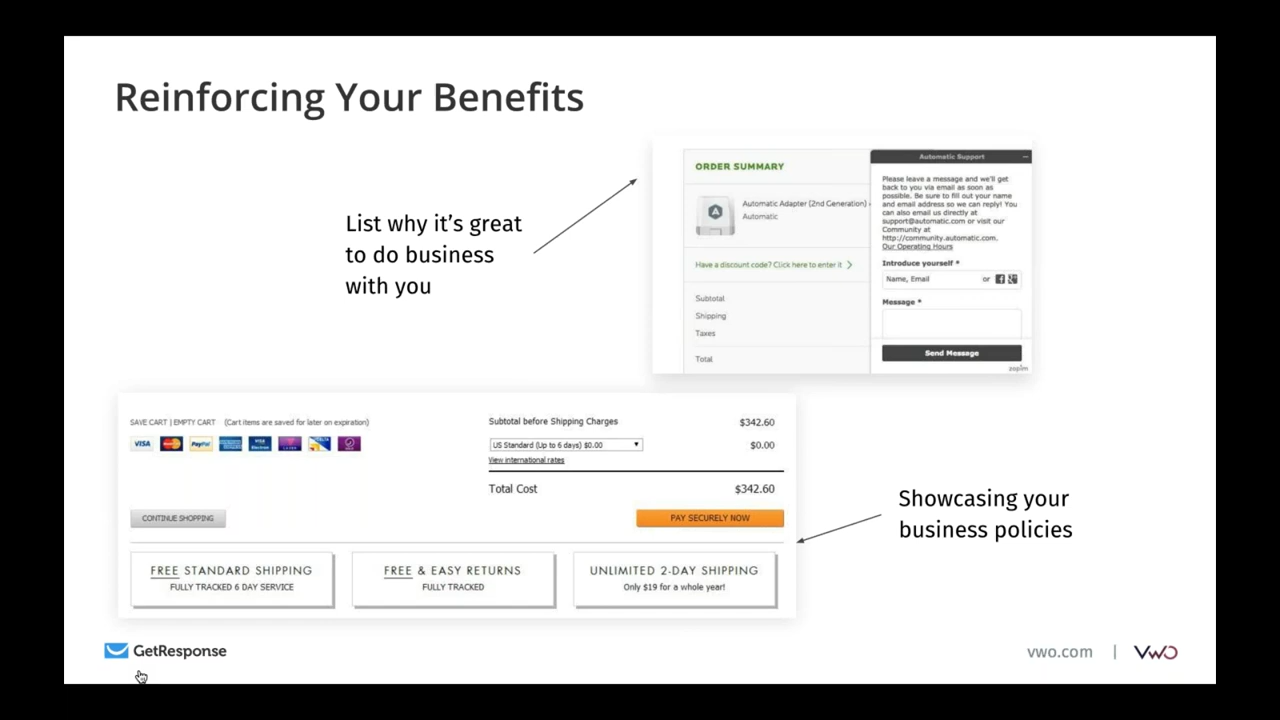 Reinforcing Your Benefits
List why it's great
to do business
with you
ORDER SUMMARY
Automatic Adapter (2nd Generation)
Automatic
Have a discount code? Click here to enter it
Subtotal
Shipping
Taxes
Total
Automatic Support
Please leave a message and we'll get
back to you via email as soon as
possible. Be sure to fill out your name
and email address so we can reply! You
can also email us directly at
support@automatic.com or visit our
Community at
http://community.automatic.com.
Our Operating Hours
Introduce yourself *
Name, Email or
Message *
Send Message
zopim
SAVE CART | EMPTY CART (Cart items are saved for later on expiration)
VISA PayPal VISA Electron DELTA
Subtotal before Shipping Charges $342.60
US Standard (Up to 6 days) $0.00 $0.00
View international rates
Total Cost $342.60
CONTINUE SHOPPING PAY SECURELY NOW
FREE STANDARD SHIPPING
FULLY TRACKED 6 DAY SERVICE
FREE & EASY RETURNS
FULLY TRACKED
UNLIMITED 2-DAY SHIPPING
Only $19 for a whole year!
Showcasing your
business policies
GetResponse
vwo.com | VWO